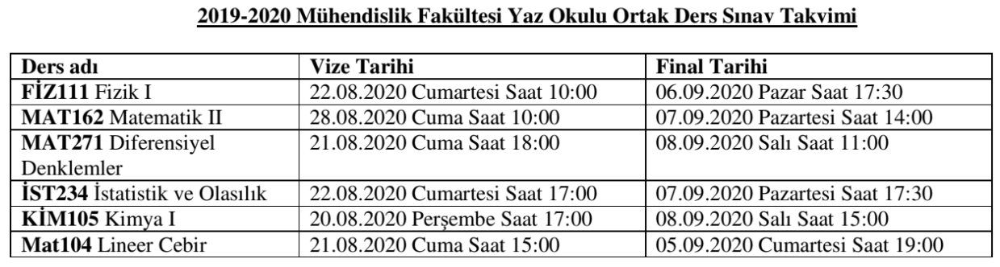 2019-2020 Mühendislik Fakültesi Yaz Okulu Ortak Ders Sınav Takvimi
Ders adı Vize Tarihi Final Tarihi
FİZ111 Fizik I 22.08.2020 Cumartesi Saat 10:00 06.09.2020 Pazar Saat 17:30
MAT162 Matematik II 28.08.2020 Cuma Saat 10:00 07.09.2020 Pazartesi Saat 14:00
MAT271 Diferensiyel 21.08.2020 Cuma Saat 18:00 08.09.2020 Salı Saat 11:00
Denklemler
İST234 İstatistik ve Olasılık 22.08.2020 Cumartesi Saat 17:00 07.09.2020 Pazartesi Saat 17:30
KİM105 Kimya I 20.08.2020 Perşembe Saat 17:00 08.09.2020 Salı Saat 15:00
Mat104 Lineer Cebir 21.08.2020 Cuma Saat 15:00 05.09.2020 Cumartesi Saat 19:00